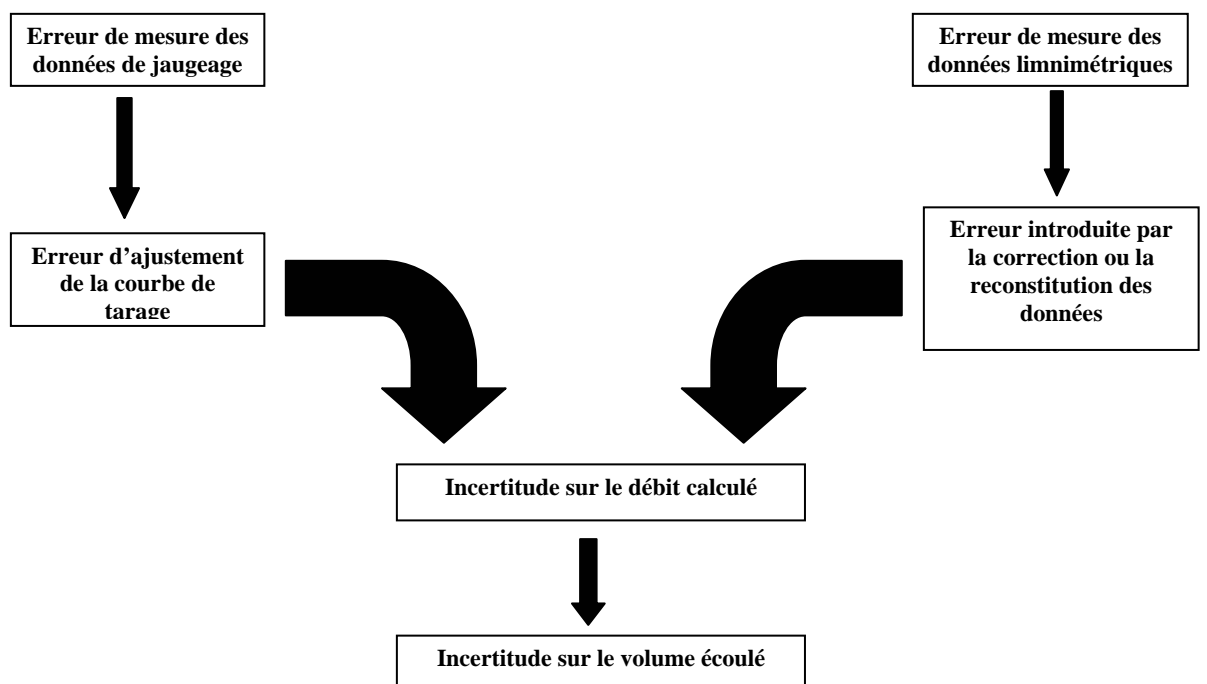 Erreur de mesure des
données de jaugeage
Erreur de mesure des
données limnimétriques
Erreur d’ajustement
de la courbe de
tarage
Erreur introduite par
la correction ou la
reconstitution des
données
Incertitude sur le débit calculé
Incertitude sur le volume écoulé